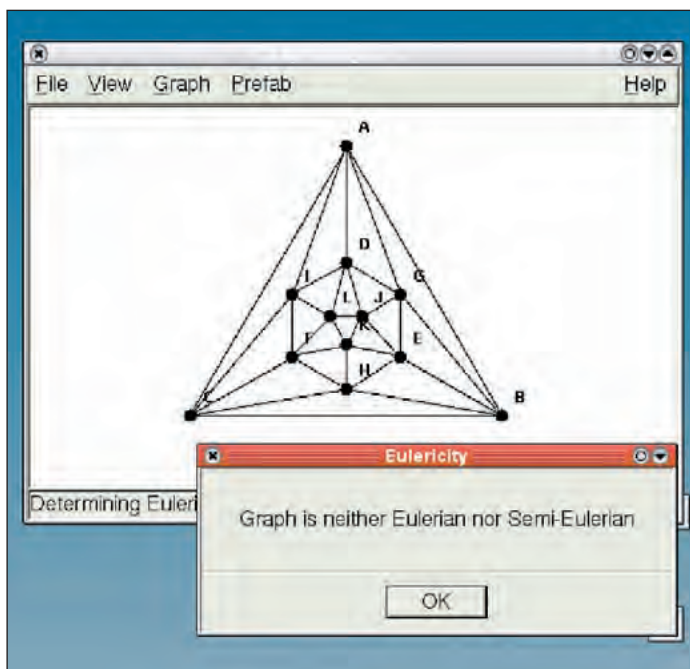 File View Graph Prefab Help
A
D
I G
L J
K
F E
H
C B
Determining Euleri
Eulericity
Graph is neither Eulerian nor Semi-Eulerian
OK